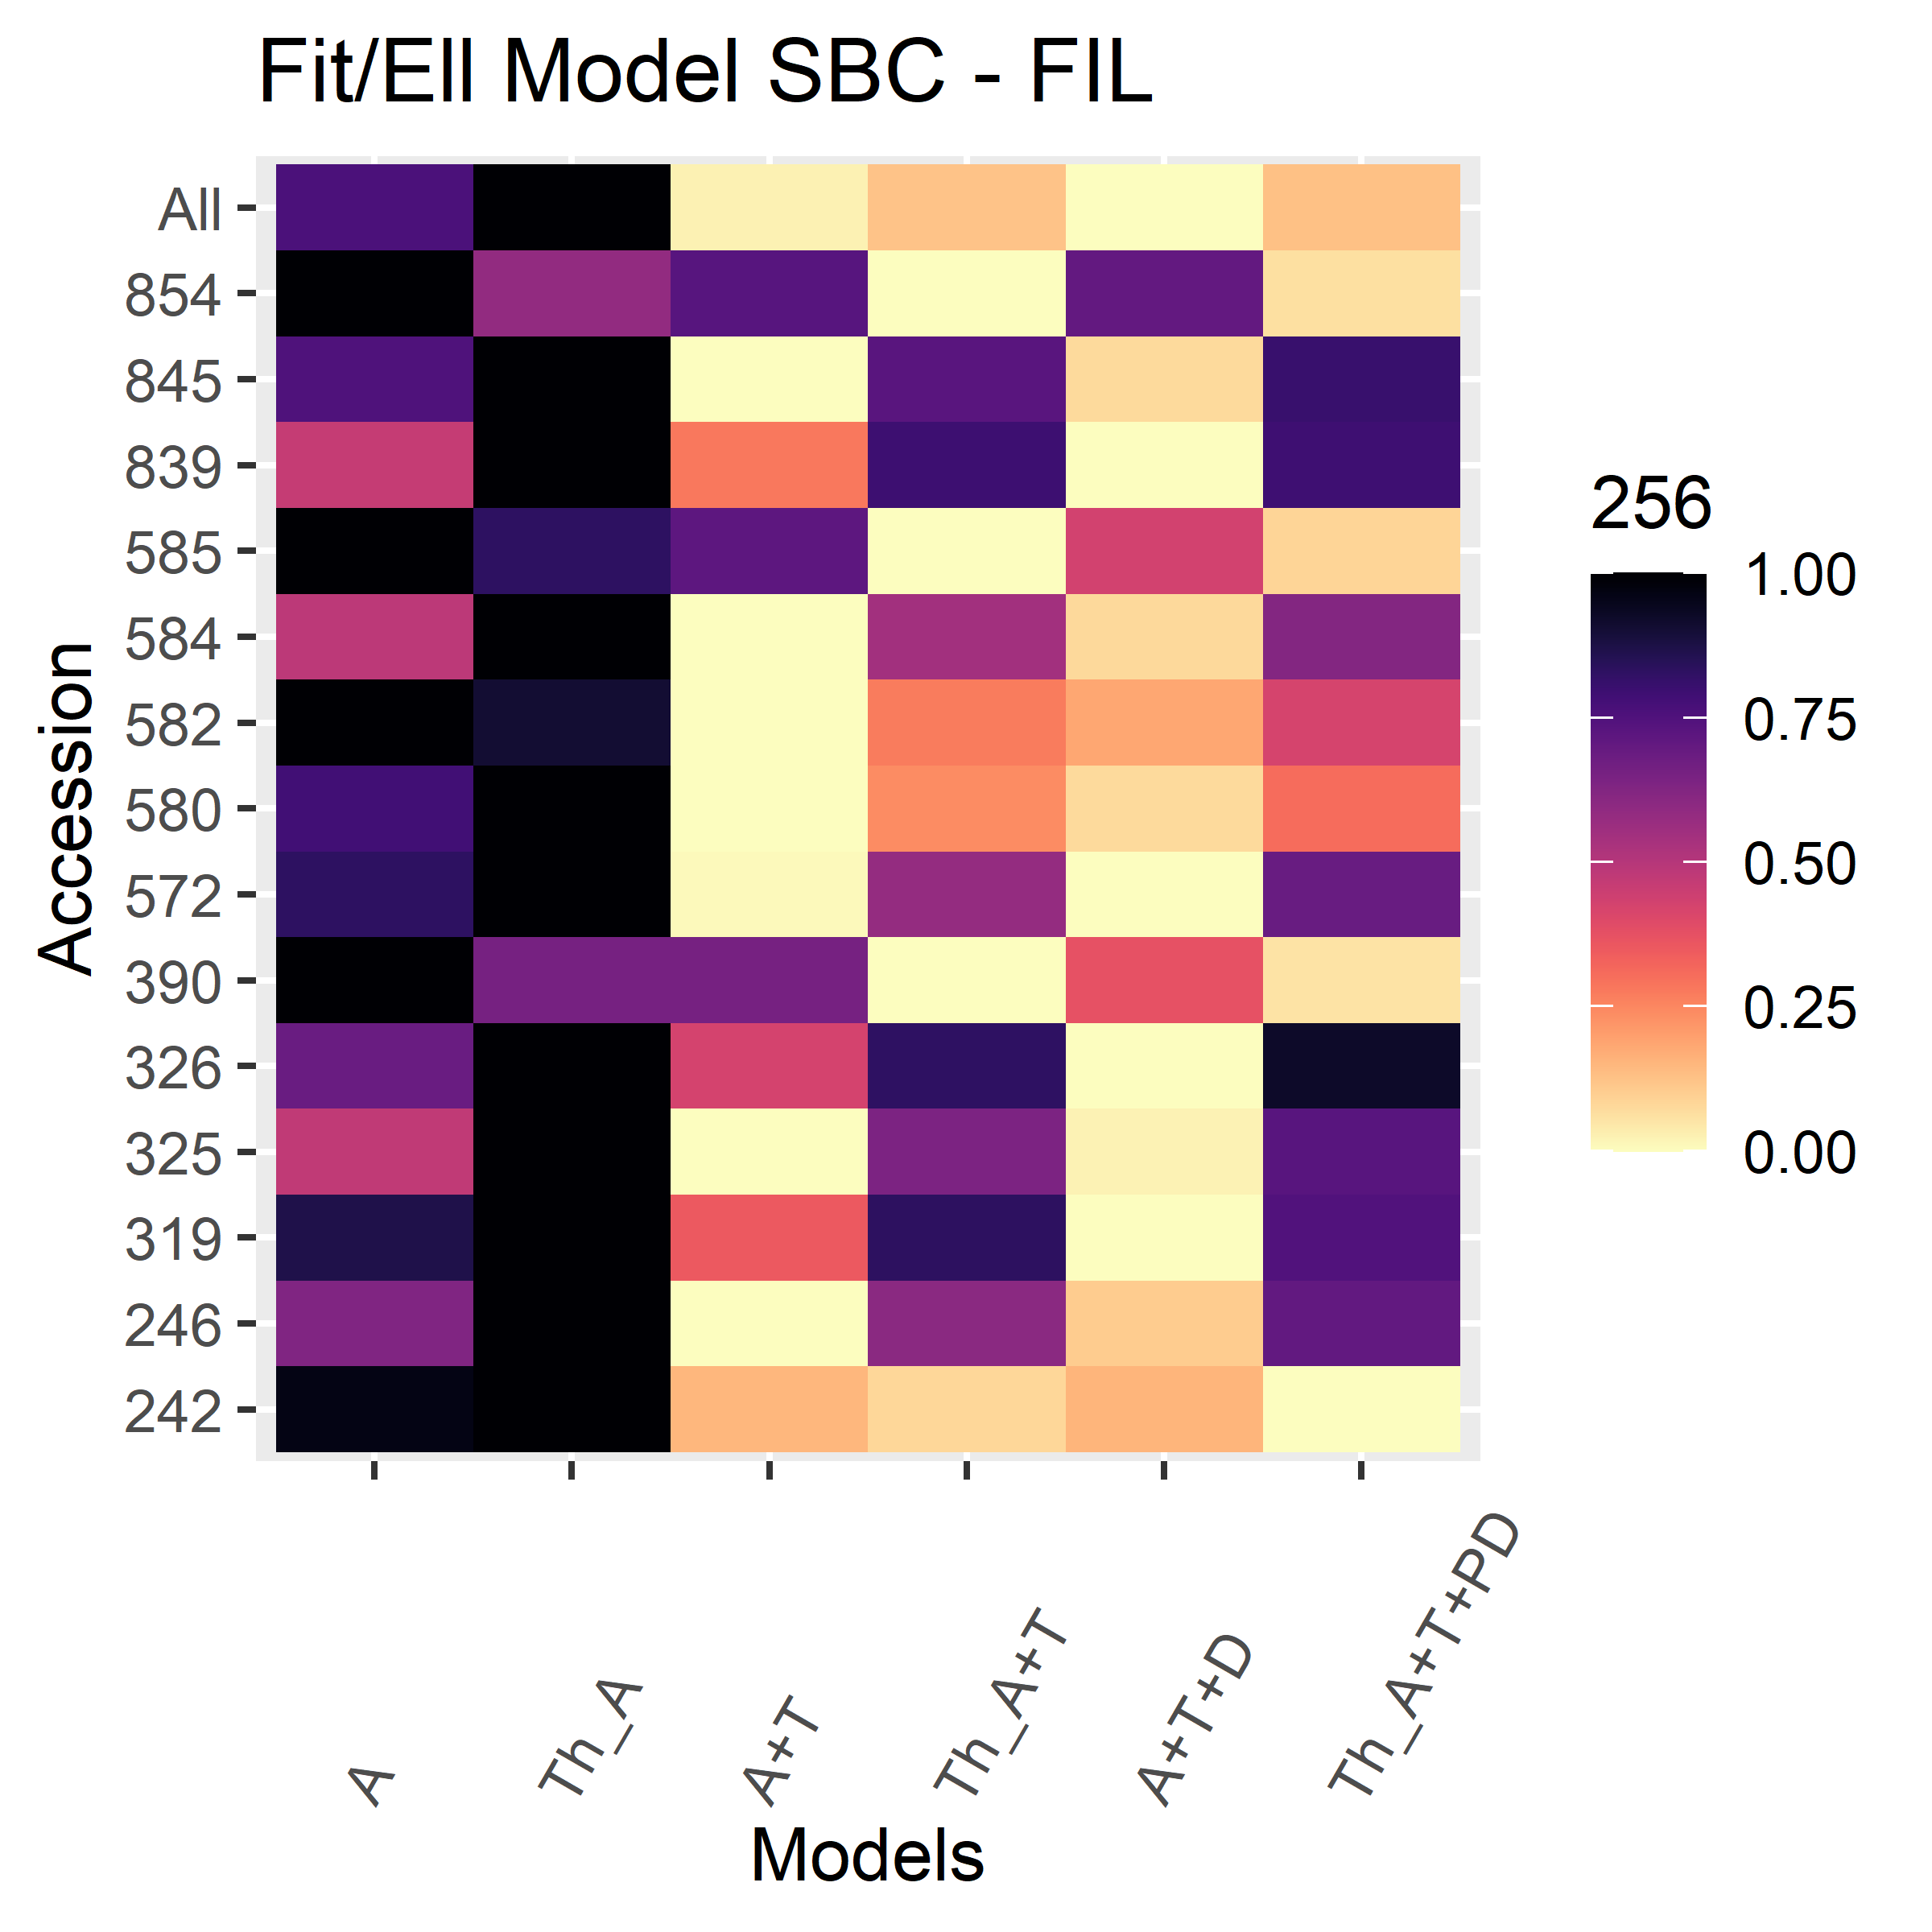 Fit/Ell Model SBC - FIL
All
854
845
839
585
584
582
580
572
390
326
325
319
246
242
Accession
A
Th_A
A+T
Th_A+T
A+T+D
Th_A+T+PD
Models
256
1.00
0.75
0.50
0.25
0.00